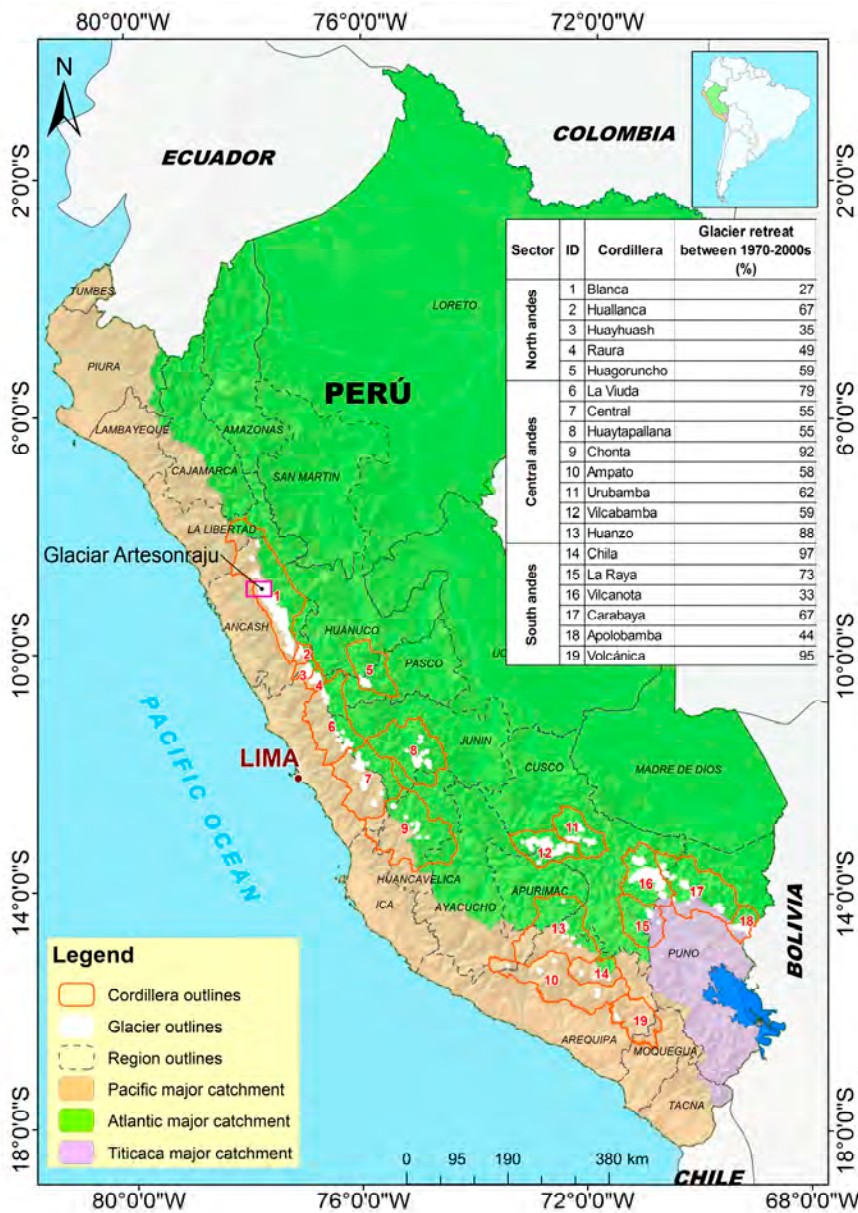 80°0'0"W 76°0'0"W 72°0'0"W
N
COLOMBIA
ECUADOR
2°0'0"S
2°0'0"S
Sector ID Cordillera Glacier retreat between 1970-2000s (%)
North andes
1 Blanca 27
2 Huallanca 67
3 Huayhuash 35
4 Raura 49
5 Huagoruncho 59
Central andes
6 La Viuda 79
7 Central 55
8 Huaytapallana 55
9 Chonta 92
10 Ampato 58
11 Urubamba 62
12 Vilcabamba 59
13 Huanzo 88
South andes
14 Chila 97
15 La Raya 73
16 Vilcanota 33
17 Carabaya 67
18 Apolobamba 44
19 Volcánica 95
TUMBES
LORETO
PIURA
PERÚ
6°0'0"S
6°0'0"S
LAMBAYEQUE
AMAZONAS
CAJAMARCA
SAN MARTIN
LA LIBERTAD
Glaciar Artesonraju
1
ANCASH
HUANUCO
10°0'0"S
10°0'0"S
2
3
4
5
PASCO
UC
6
JUNIN
8
LIMA
7
CUSCO
MADRE DE DIOS
PACIFIC OCEAN
9
11
12
HUANCAVELICA
16
17
14°0'0"S
14°0'0"S
ICA
AYACUCHO
APURIMAC
13
15
18
BOLIVIA
PUNO
10
14
19
AREQUIPA
MOQUEGUA
TACNA
Legend
Cordillera outlines
Glacier outlines
Region outlines
Pacific major catchment
Atlantic major catchment
Titicaca major catchment
18°0'0"S
18°0'0"S
0 95 190 380 km
CHILE
80°0'0"W 76°0'0"W 72°0'0"W 68°0'0"W